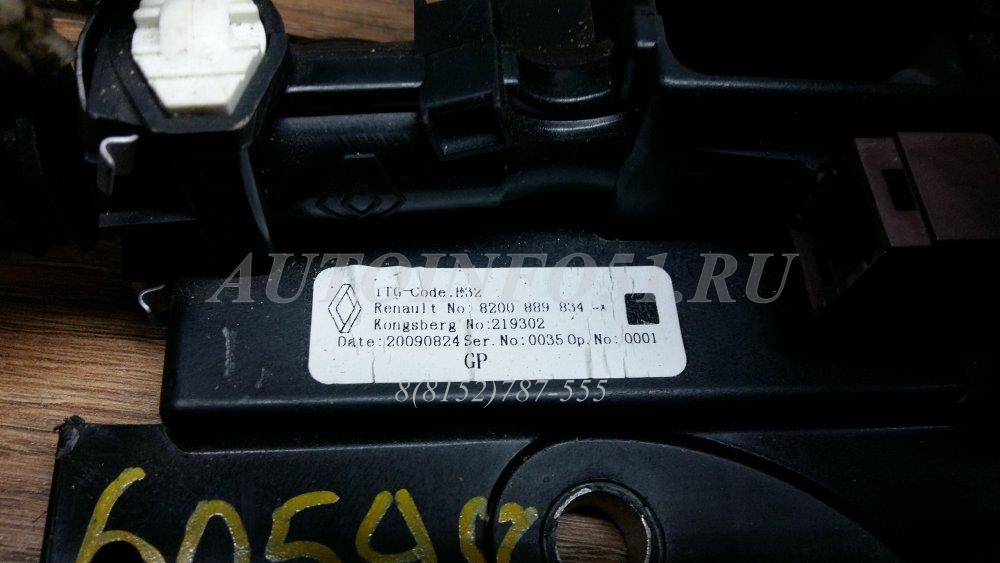 AUTOINFO51.RU
ITG-Code.B32
Renault No: 8200 889 834 -X
Kongsberg No:219302
Date:20090824 Ser.No:0035 Op.No:0001
GP
8(8152)787-555